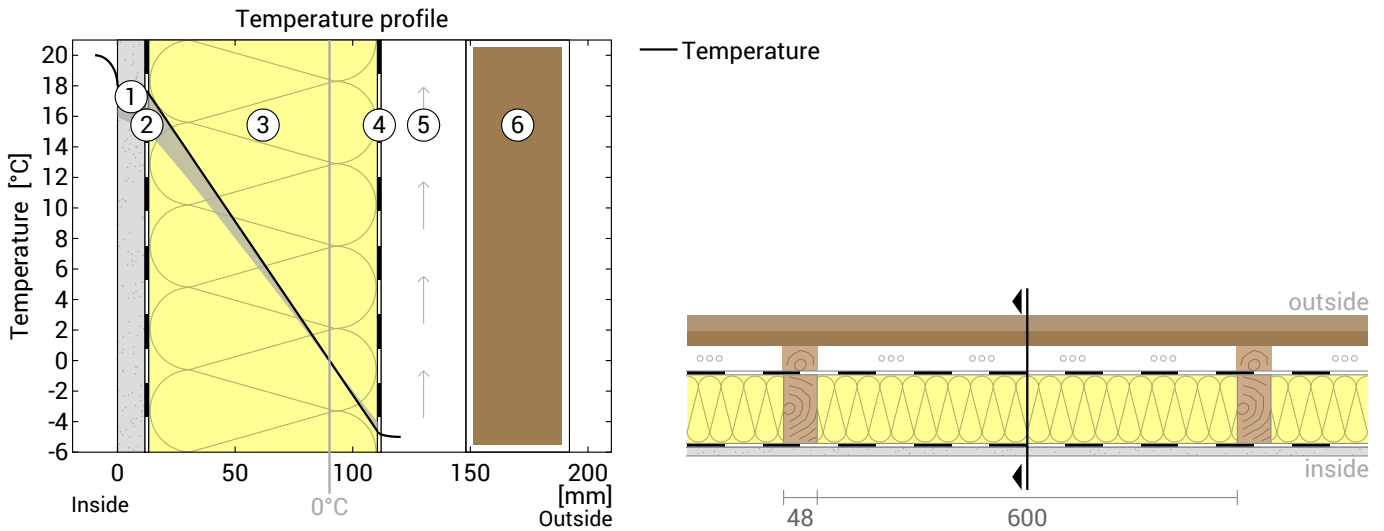 Temperature profile
Temperature
20
18
16
14
12
10
8
6
4
2
0
-2
-4
-6
Temperature [°C]
1
2
3
4
5
6
0 50 100 150 200
[mm]
Inside 0°C Outside
outside
inside
48 600